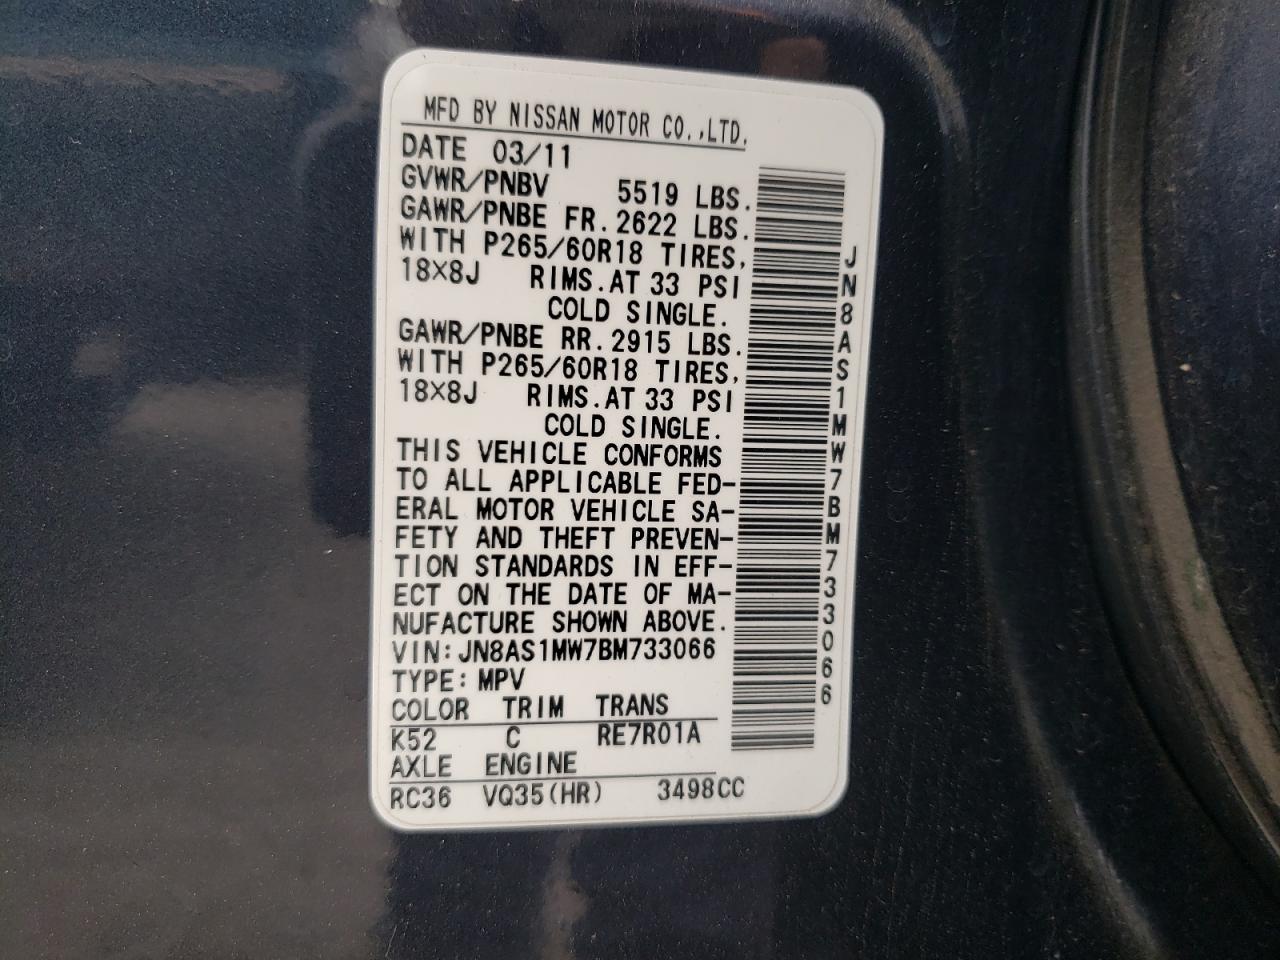 MFD BY NISSAN MOTOR CO.,LTD.
DATE 03/11
GVWR/PNBV 5519 LBS.
GAWR/PNBE FR. 2622 LBS.
WITH P265/60R18 TIRES,
18X8J RIMS. AT 33 PSI
COLD SINGLE.
GAWR/PNBE RR. 2915 LBS.
WITH P265/60R18 TIRES,
18X8J RIMS. AT 33 PSI
COLD SINGLE.
THIS VEHICLE CONFORMS
TO ALL APPLICABLE FED-
ERAL MOTOR VEHICLE SA-
FETY AND THEFT PREVEN-
TION STANDARDS IN EFF-
ECT ON THE DATE OF MA-
NUFACTURE SHOWN ABOVE.
VIN: JN8AS1MW7BM733066
TYPE: MPV
COLOR TRIM TRANS
K52 C RE7R01A
AXLE ENGINE
RC36 VQ35(HR) 3498CC
JN8AS1MW7BM733066